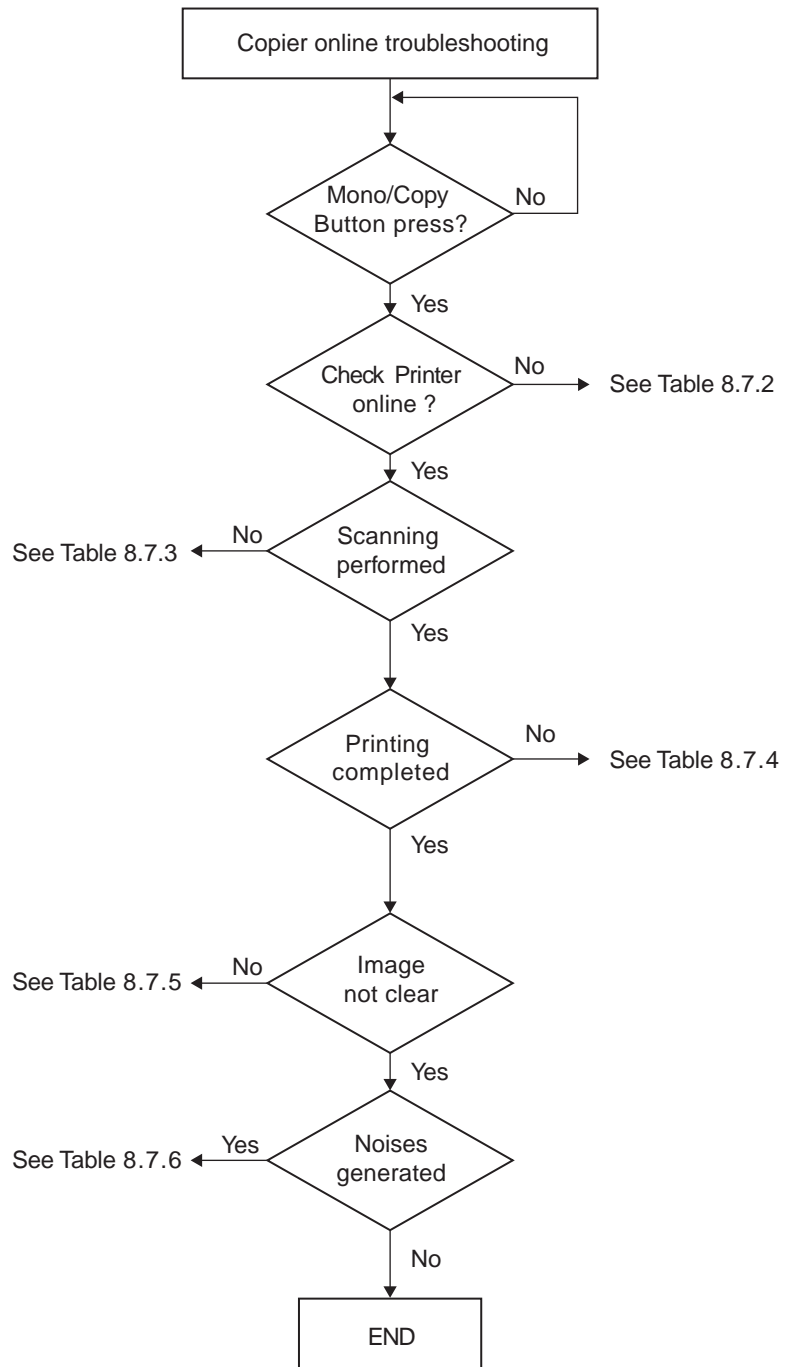 Copier online troubleshooting
Mono/Copy
Button press?
No
Yes
Check Printer
online ?
No
See Table 8.7.2
Yes
Scanning
performed
No
See Table 8.7.3
Yes
Printing
completed
No
See Table 8.7.4
Yes
Image
not clear
No
See Table 8.7.5
Yes
Noises
generated
Yes
See Table 8.7.6
No
END